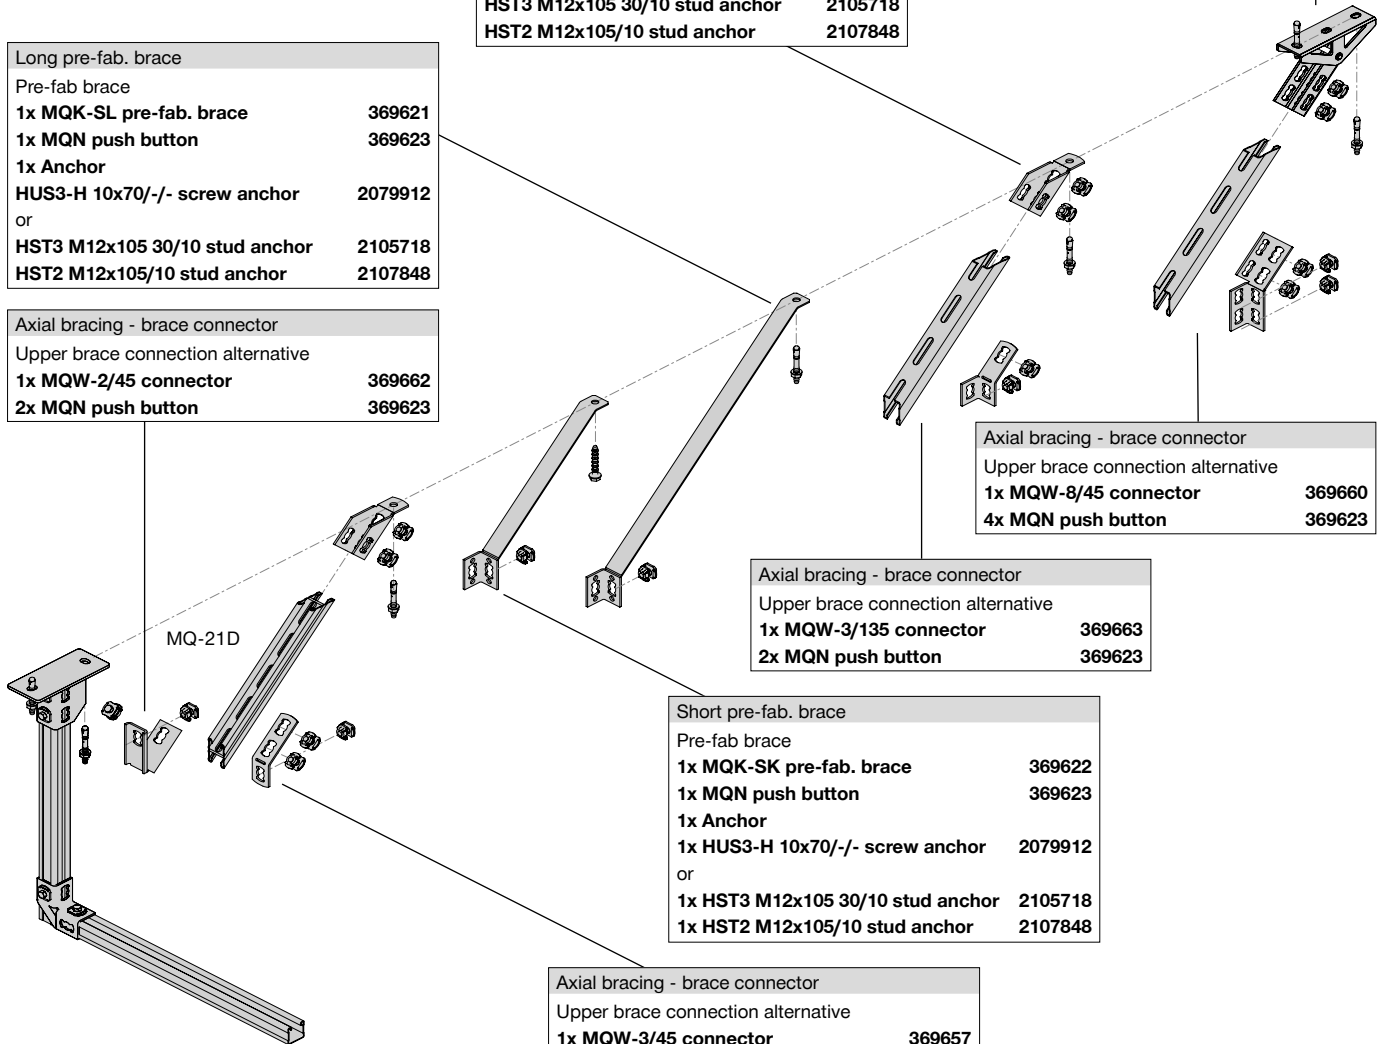 HST3 M12x105 30/10 stud anchor 2105718
HST2 M12x105/10 stud anchor 2107848
Long pre-fab. brace
Pre-fab brace
1x MQK-SL pre-fab. brace 369621
1x MQN push button 369623
1x Anchor
HUS3-H 10x70/-/- screw anchor 2079912
or
HST3 M12x105 30/10 stud anchor 2105718
HST2 M12x105/10 stud anchor 2107848
Axial bracing - brace connector
Upper brace connection alternative
1x MQW-2/45 connector 369662
2x MQN push button 369623
Axial bracing - brace connector
Upper brace connection alternative
1x MQW-8/45 connector 369660
4x MQN push button 369623
Axial bracing - brace connector
Upper brace connection alternative
1x MQW-3/135 connector 369663
2x MQN push button 369623
MQ-21D
Short pre-fab. brace
Pre-fab brace
1x MQK-SK pre-fab. brace 369622
1x MQN push button 369623
1x Anchor
1x HUS3-H 10x70/-/- screw anchor 2079912
or
1x HST3 M12x105 30/10 stud anchor 2105718
1x HST2 M12x105/10 stud anchor 2107848
Axial bracing - brace connector
Upper brace connection alternative
1x MQW-3/45 connector 369657